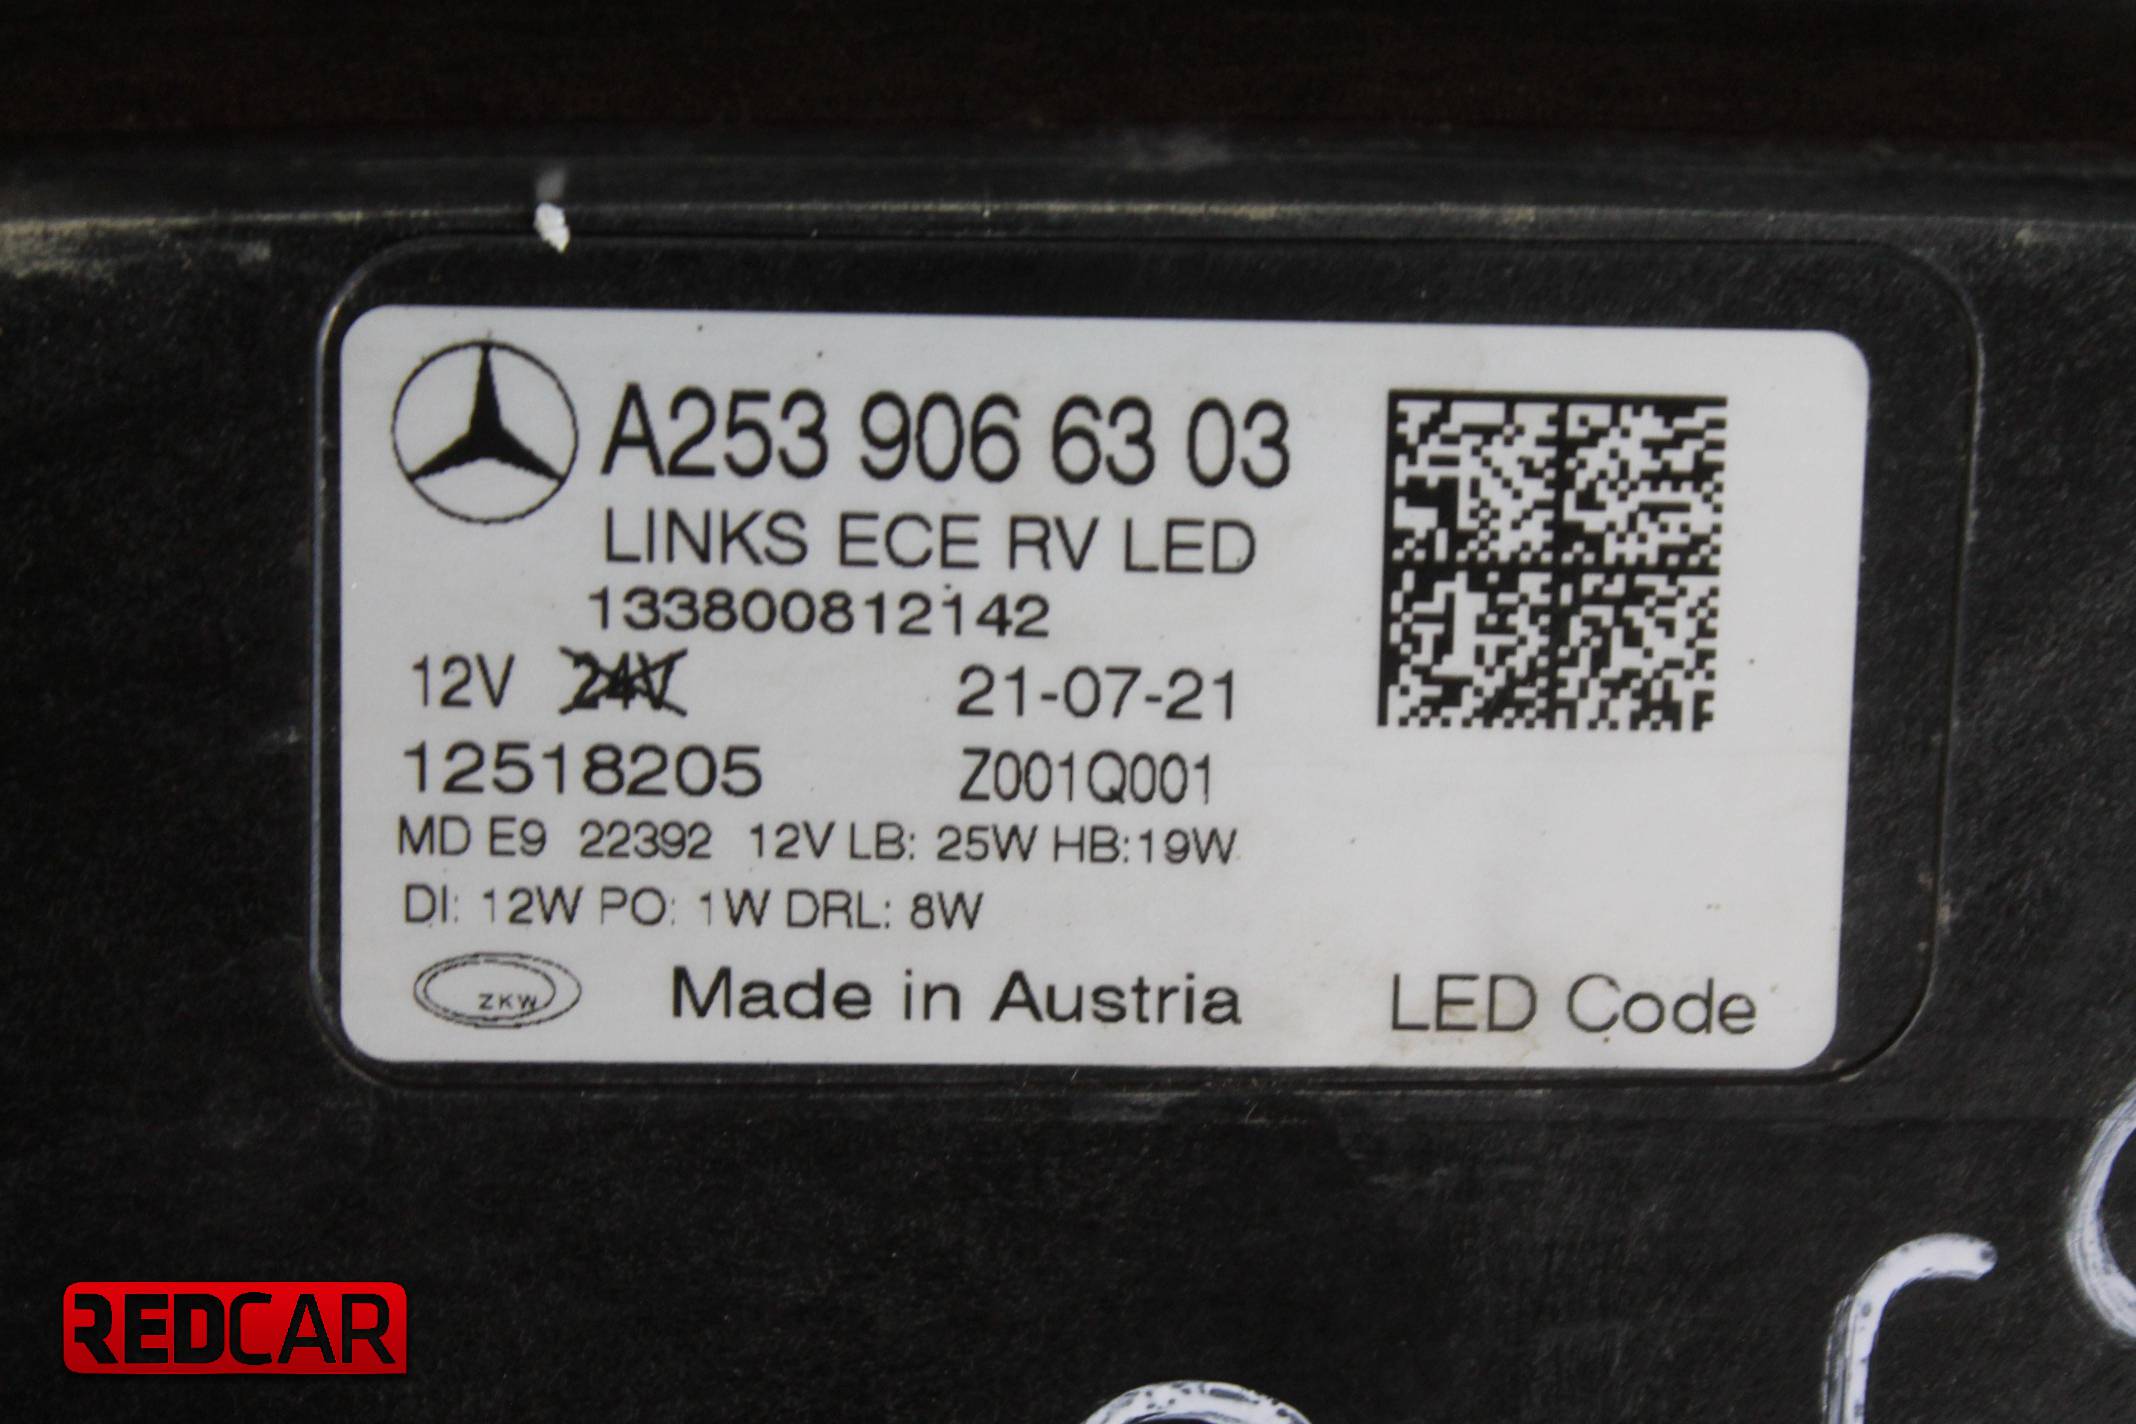 A253 906 63 03
LINKS ECE RV LED
133800812142
12V 24V 21-07-21
12518205 Z001Q001
MD E9 22392 12V LB: 25W HB:19W
DI: 12W PO: 1W DRL: 8W
ZKW Made in Austria LED Code
REDCAR